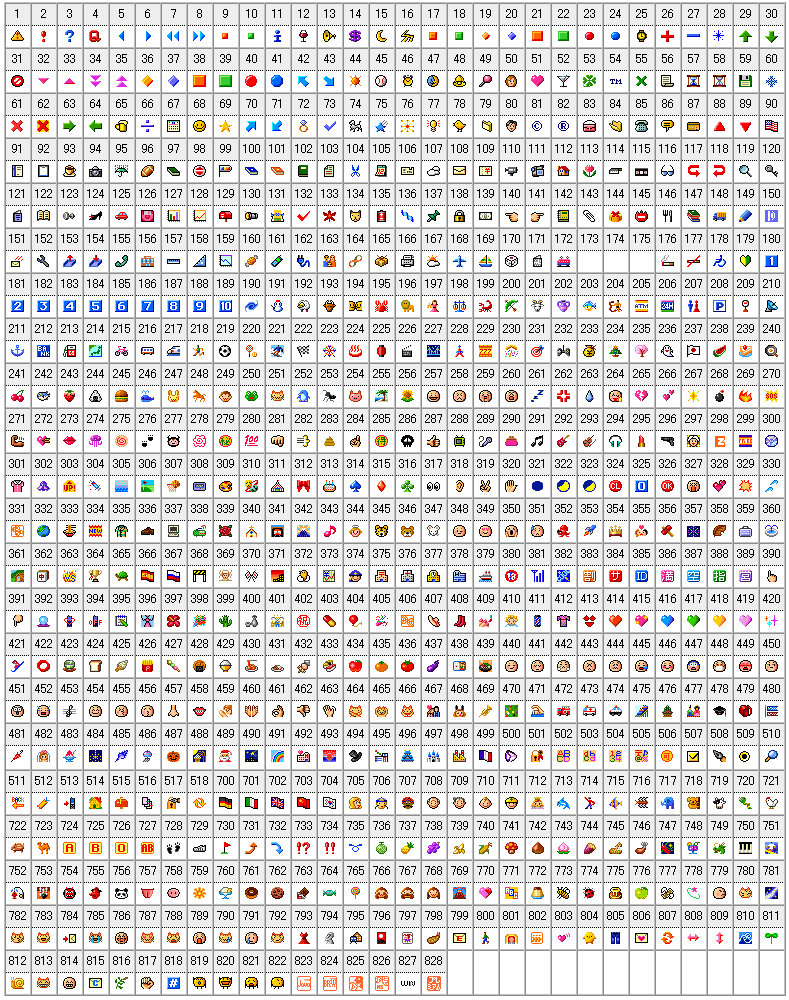 1 2 3 4 5 6 7 8 9 10 11 12 13 14 15 16 17 18 19 20 21 22 23 24 25 26 27 28 29 30
31 32 33 34 35 36 37 38 39 40 41 42 43 44 45 46 47 48 49 50 51 52 53 54 55 56 57 58 59 60
TM
61 62 63 64 65 66 67 68 69 70 71 72 73 74 75 76 77 78 79 80 81 82 83 84 85 86 87 88 89 90
© ®
91 92 93 94 95 96 97 98 99 100 101 102 103 104 105 106 107 108 109 110 111 112 113 114 115 116 117 118 119 120
121 122 123 124 125 126 127 128 129 130 131 132 133 134 135 136 137 138 139 140 141 142 143 144 145 146 147 148 149 150
ID
151 152 153 154 155 156 157 158 159 160 161 162 163 164 165 166 167 168 169 170 171 172 173 174 175 176 177 178 179 180
1
181 182 183 184 185 186 187 188 189 190 191 192 193 194 195 196 197 198 199 200 201 202 203 204 205 206 207 208 209 210
2 3 4 5 6 7 8 9 10 ATM 24H P
211 212 213 214 215 216 217 218 219 220 221 222 223 224 225 226 227 228 229 230 231 232 233 234 235 236 237 238 239 240
241 242 243 244 245 246 247 248 249 250 251 252 253 254 255 256 257 258 259 260 261 262 263 264 265 266 267 268 269 270
SOS
271 272 273 274 275 276 277 278 279 280 281 282 283 284 285 286 287 288 289 290 291 292 293 294 295 296 297 298 299 300
100
301 302 303 304 305 306 307 308 309 310 311 312 313 314 315 316 317 318 319 320 321 322 323 324 325 326 327 328 329 330
CL OK
331 332 333 334 335 336 337 338 339 340 341 342 343 344 345 346 347 348 349 350 351 352 353 354 355 356 357 358 359 360
NEW
361 362 363 364 365 366 367 368 369 370 371 372 373 374 375 376 377 378 379 380 381 382 383 384 385 386 387 388 389 390
サ ID
391 392 393 394 395 396 397 398 399 400 401 402 403 404 405 406 407 408 409 410 411 412 413 414 415 416 417 418 419 420
421 422 423 424 425 426 427 428 429 430 431 432 433 434 435 436 437 438 439 440 441 442 443 444 445 446 447 448 449 450
451 452 453 454 455 456 457 458 459 460 461 462 463 464 465 466 467 468 469 470 471 472 473 474 475 476 477 478 479 480
481 482 483 484 485 486 487 488 489 490 491 492 493 494 495 496 497 498 499 500 501 502 503 504 505 506 507 508 509 510
511 512 513 514 515 516 517 518 700 701 702 703 704 705 706 707 708 709 710 711 712 713 714 715 716 717 718 719 720 721
722 723 724 725 726 727 728 729 730 731 732 733 734 735 736 737 738 739 740 741 742 743 744 745 746 747 748 749 750 751
A B O AB !? !!
752 753 754 755 756 757 758 759 760 761 762 763 764 765 766 767 768 769 770 771 772 773 774 775 776 777 778 779 780 781
782 783 784 785 786 787 788 789 790 791 792 793 794 795 796 797 798 799 800 801 802 803 804 805 806 807 808 809 810 811
812 813 814 815 816 817 818 819 820 821 822 823 824 825 826 827 828
#